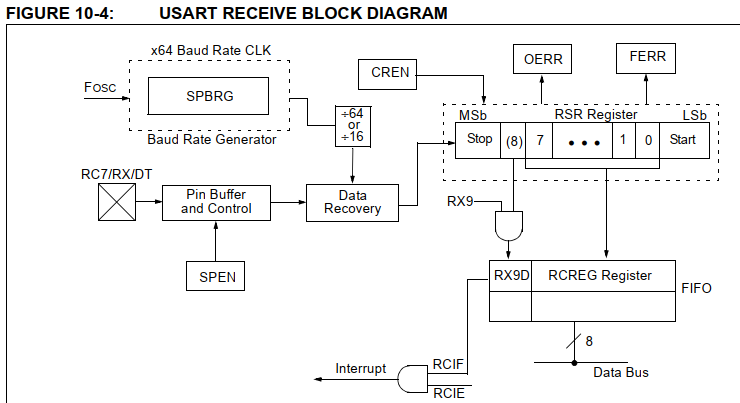 FIGURE 10-4: USART RECEIVE BLOCK DIAGRAM
x64 Baud Rate CLK
FOSC
SPBRG
Baud Rate Generator
÷64
or
÷16
CREN
OERR
FERR
MSb
RSR Register
LSb
Stop (8) 7 • • • 1 0 Start
RC7/RX/DT
Pin Buffer
and Control
Data
Recovery
RX9
SPEN
RX9D
RCREG Register
FIFO
8
Data Bus
Interrupt
RCIF
RCIE